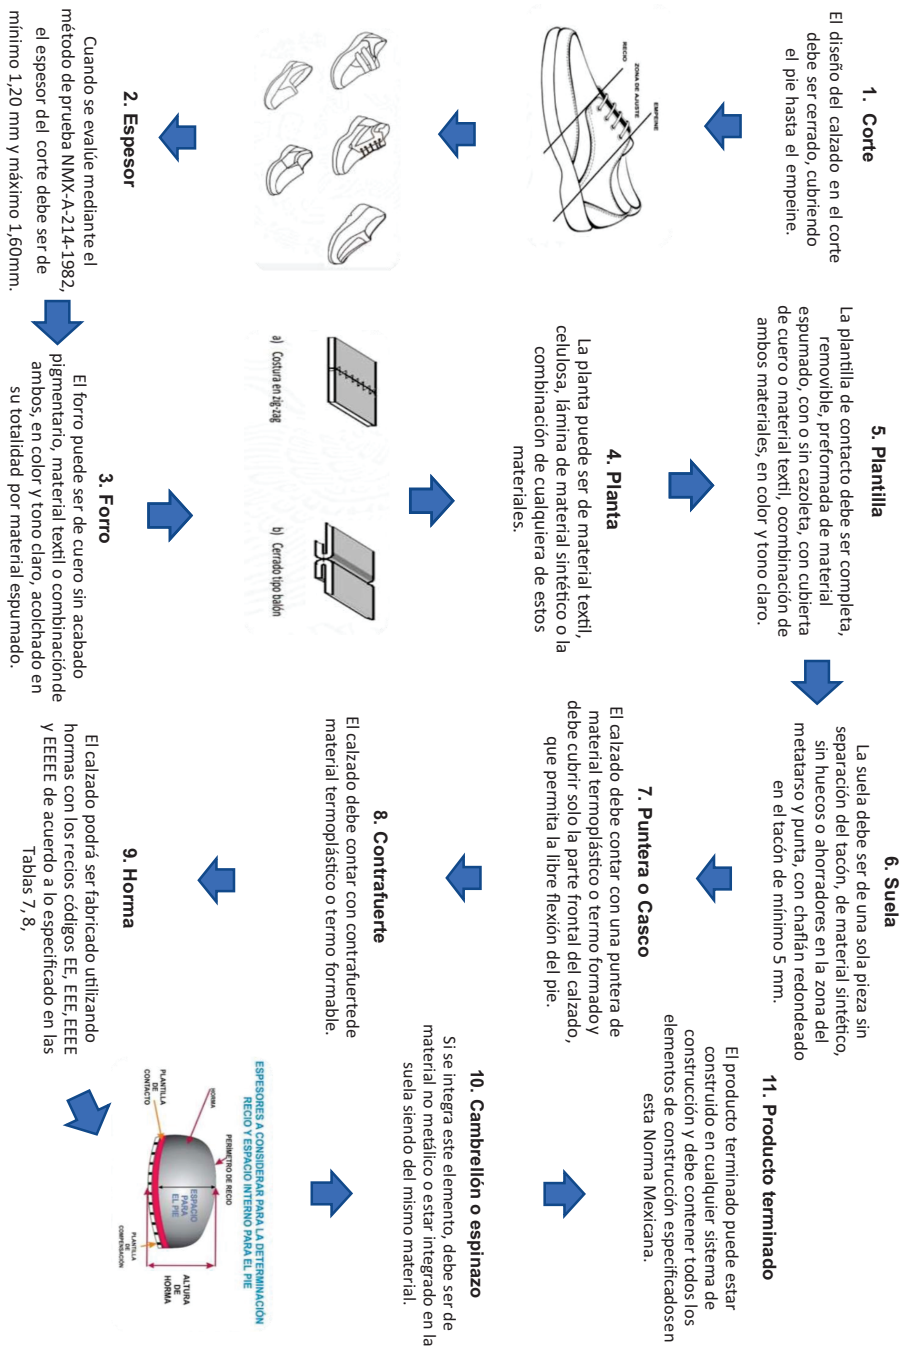 1. Corte
El diseño del calzado en el corte
debe ser cerrado, cubriendo
el pie hasta el empeine.
RECIO
ZONA DE AJUSTE
EMPEINE
2. Espesor
Cuando se evalúe mediante el
método de prueba NMX-A-214-1982,
el espesor del corte debe ser de
mínimo 1,20 mm y máximo 1,60mm.
3. Forro
El forro puede ser de cuero sin acabado
pigmentario, material textil o combinaciónde
ambos, en color y tono claro, acolchado en
su totalidad por material espumado.
a) Costura en zig-zag
b) Cerrado tipo balón
4. Planta
La planta puede ser de material textil,
celulosa, lámina de material sintético o la
combinación de cualquiera de estos
materiales.
5. Plantilla
La plantilla de contacto debe ser completa,
removible, preformada de material
espumado, con o sin cazoleta, con cubierta
de cuero o material textil, ocombinación de
ambos materiales, en color y tono claro.
6. Suela
La suela debe ser de una sola pieza sin
separación del tacón, de material sintético,
sin huecos o ahorradores en la zona del
metatarso y punta, con chaflán redondeado
en el tacón de mínimo 5 mm.
7. Puntera o Casco
El calzado debe contar con una puntera de
material termoplástico o termo formadoy
debe cubrir solo la parte frontal del calzado,
que permita la libre flexión del pie.
8. Contrafuerte
El calzado debe contar con contrafuertede
material termoplástico o termo formable.
9. Horma
El calzado podrá ser fabricado utilizando
hormas con los recios códigos EE, EEE, EEEE
y EEEEE de acuerdo a lo especificado en las
Tablas 7, 8,
ESPESORES A CONSIDERAR PARA LA DETERMINACIÓN
RECIO Y ESPACIO INTERNO PARA EL PIE
PERÍMETRO DE RECIO
HORMA
ESPACIO
PARA
EL PIE
PLANTILLA
DE
CONTACTO
PLANTILLA
DE
COMPENSACIÓN
ALTURA
DE
HORMA
10. Cambrellón o espinazo
Si se integra este elemento, debe ser de
material no metálico o estar integrado en la
suela siendo del mismo material.
11. Producto terminado
El producto terminado puede estar
construido en cualquier sistema de
construcción y debe contener todos los
elementos de construcción especificadosen
esta Norma Mexicana.